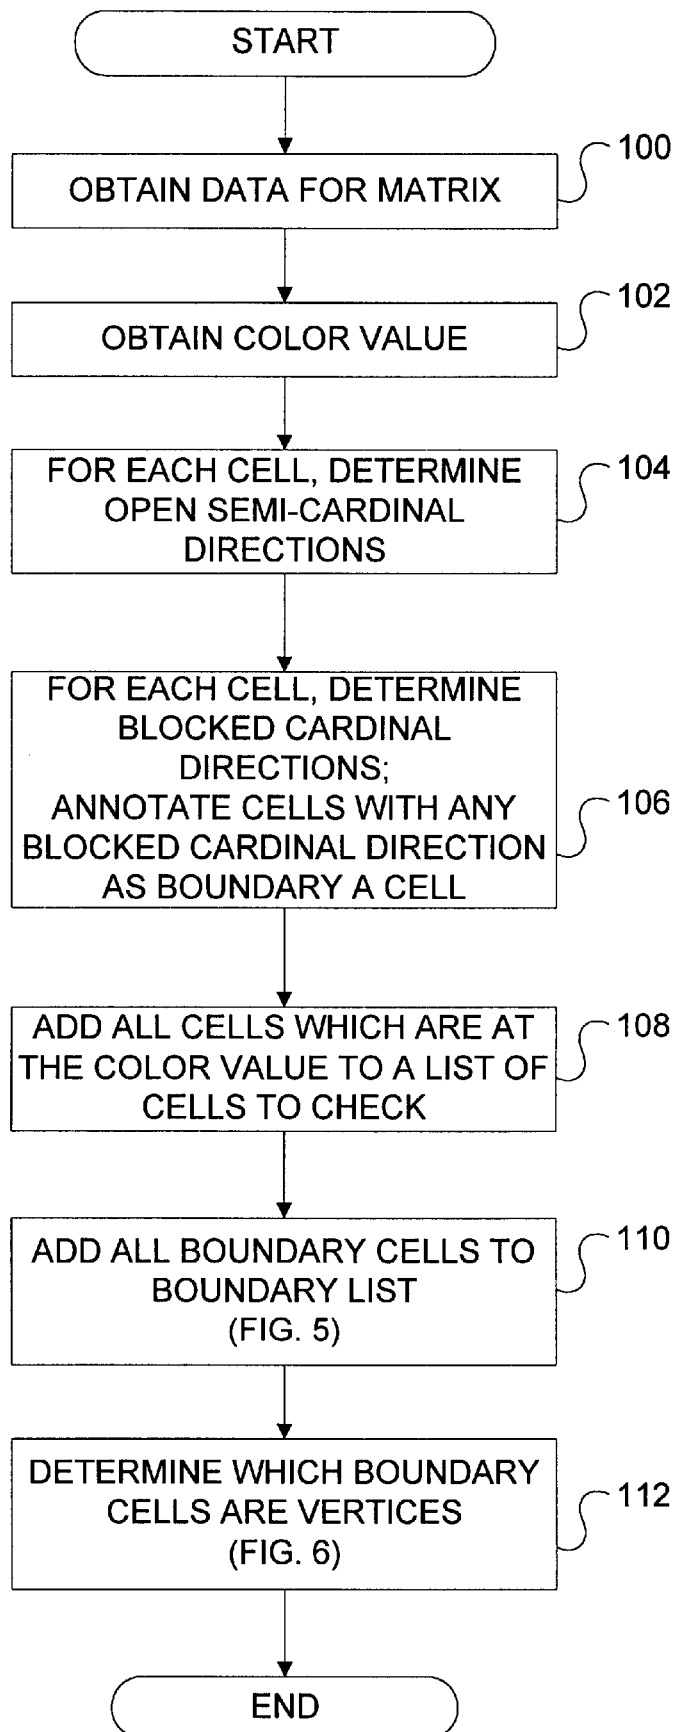 START
100
OBTAIN DATA FOR MATRIX
102
OBTAIN COLOR VALUE
104
FOR EACH CELL, DETERMINE
OPEN SEMI-CARDINAL
DIRECTIONS
FOR EACH CELL, DETERMINE
BLOCKED CARDINAL
DIRECTIONS;
ANNOTATE CELLS WITH ANY
106
BLOCKED CARDINAL DIRECTION
AS BOUNDARY A CELL
108
ADD ALL CELLS WHICH ARE AT
THE COLOR VALUE TO A LIST OF
CELLS TO CHECK
110
ADD ALL BOUNDARY CELLS TO
BOUNDARY LIST
(FIG. 5)
DETERMINE WHICH BOUNDARY
112
CELLS ARE VERTICES
(FIG. 6)
END